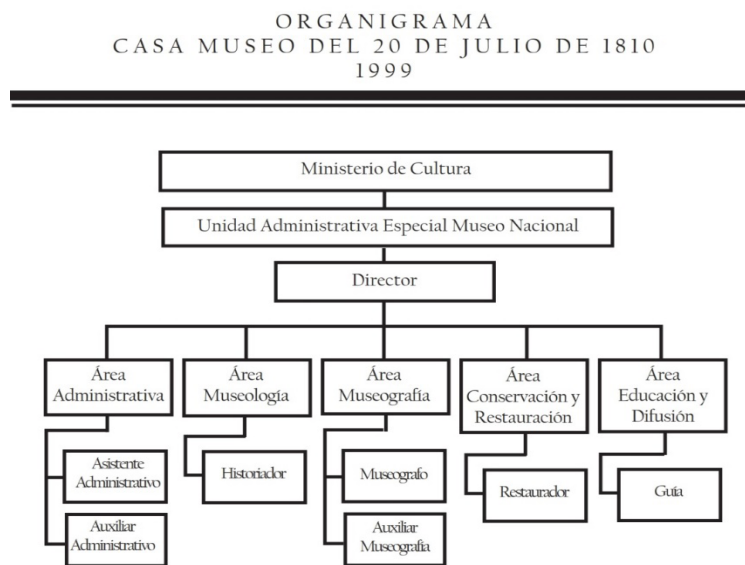 ORGANIGRAMA
CASA MUSEO DEL 20 DE JULIO DE 1810
1999
Ministerio de Cultura
Unidad Administrativa Especial Museo Nacional
Director
Área
Administrativa
Área
Museología
Área
Museografía
Área
Conservación y
Restauración
Área
Educación y
Difusión
Asistente
Administrativo
Auxiliar
Administrativo
Historiador
Museografo
Auxiliar
Museografia
Restaurador
Guía